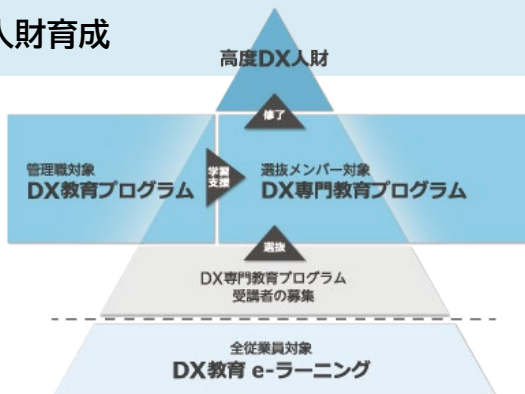 人財育成
高度DX人財
修了
管理職対象
DX教育プログラム
学習
支援
選抜メンバー対象
DX専門教育プログラム
選抜
DX専門教育プログラム
受講者の募集
全従業員対象
DX教育 e-ラーニング